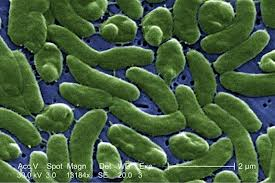 Acc.V Spot Magn Det WD Exp 2 µm
30.0 kV 3.0 13184x SE 20.0 3